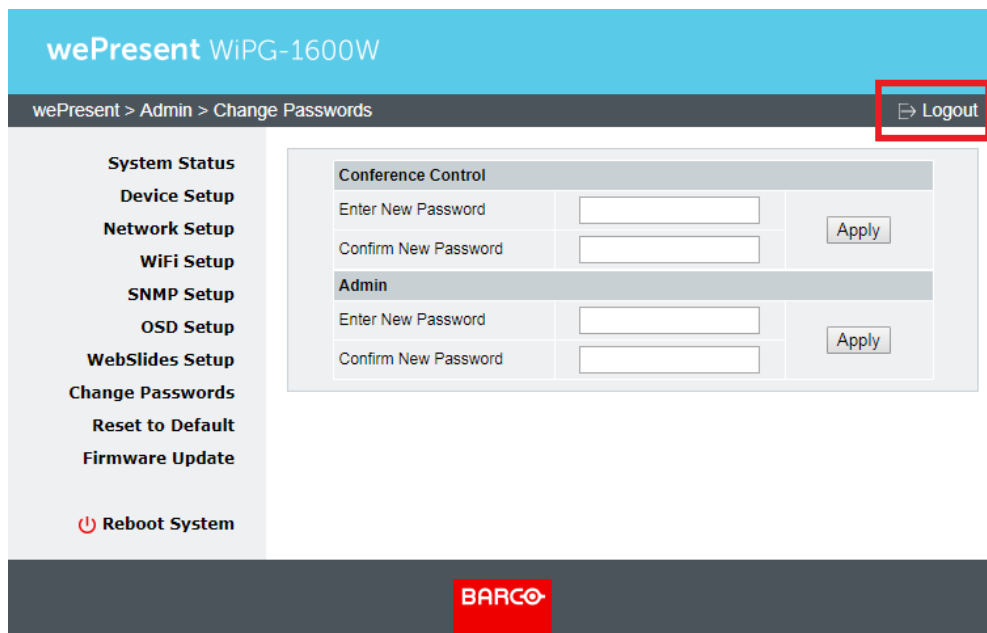 wePresent WiPG-1600W
wePresent > Admin > Change Passwords
Logout
System Status
Device Setup
Network Setup
WiFi Setup
SNMP Setup
OSD Setup
WebSlides Setup
Change Passwords
Reset to Default
Firmware Update
Reboot System
Conference Control
Enter New Password
Confirm New Password
Apply
Admin
Enter New Password
Confirm New Password
Apply
BARCO